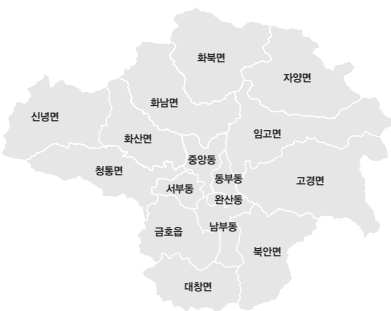 화북면
자양면
화남면
신녕면
임고면
화산면
중앙동
청통면
동부동
고경면
서부동
완산동
금호읍
남부동
북안면
대창면